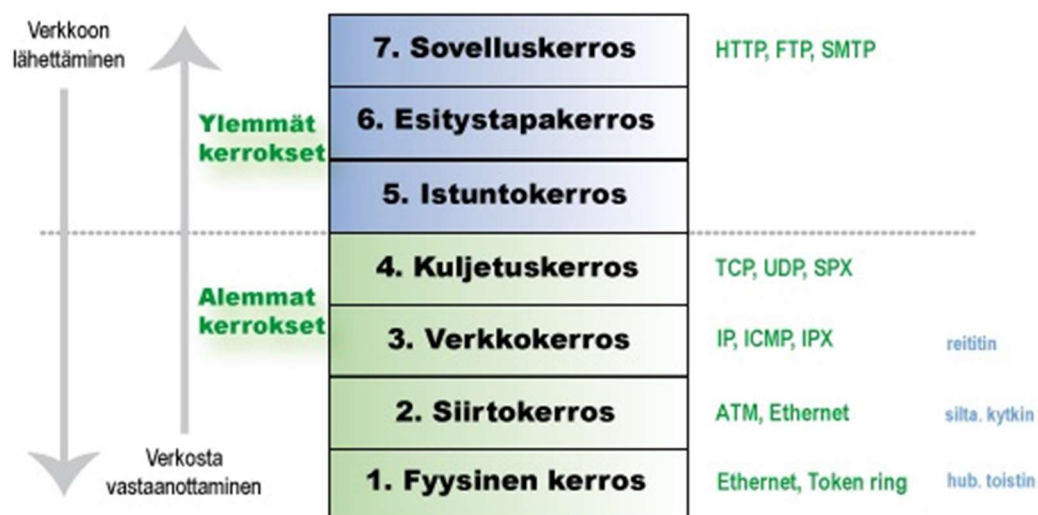 Verkkoon
lähettäminen
7. Sovelluskerros
HTTP, FTP, SMTP
6. Esitystapakerros
Ylemmät
kerrokset
5. Istuntokerros
4. Kuljetuskerros
TCP, UDP, SPX
Alemmat
kerrokset
3. Verkkokerros
IP, ICMP, IPX
reititin
2. Siirtokerros
ATM, Ethernet
silta. kytkin
Verkosta
vastaanottaminen
1. Fyysinen kerros
Ethernet, Token ring
hub. toistin